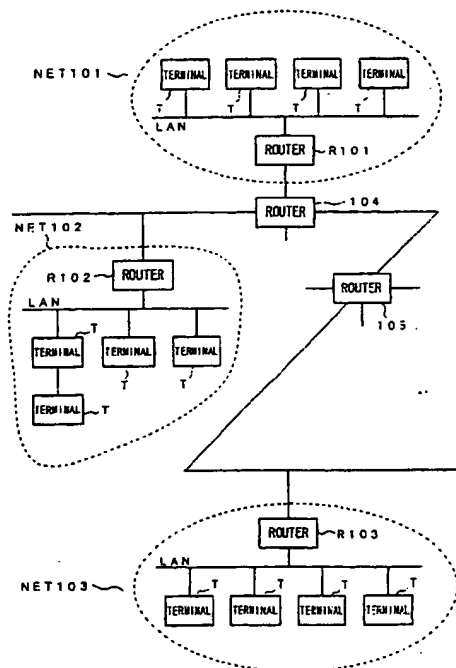 NET101
TERMINAL TERMINAL TERMINAL TERMINAL
T T T T
LAN
ROUTER R101
ROUTER 104
NET102
R102 ROUTER
ROUTER
105
LAN
TERMINAL TERMINAL TERMINAL
T T T
TERMINAL T
ROUTER R103
LAN
T T T T
NET103
TERMINAL TERMINAL TERMINAL TERMINAL